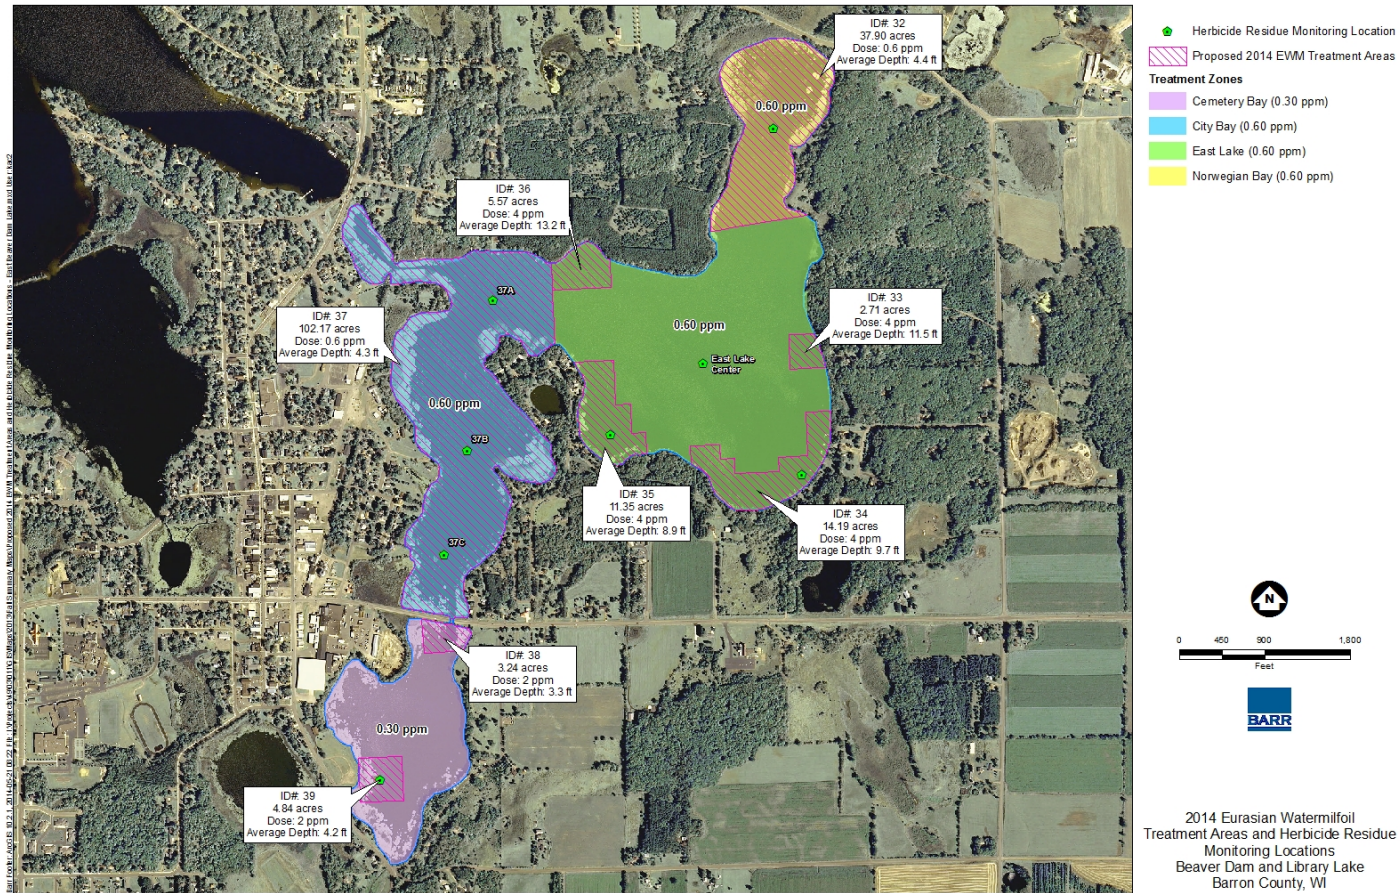 ID#: 32
37.90 acres
Dose: 0.6 ppm
Average Depth: 4.4 ft
0.60 ppm
ID#: 36
5.57 acres
Dose: 4 ppm
Average Depth: 13.2 ft
37A
ID#: 37
102.17 acres
Dose: 0.6 ppm
Average Depth: 4.3 ft
0.60 ppm
ID#: 33
2.71 acres
Dose: 4 ppm
Average Depth: 11.5 ft
East Lake
Center
0.60 ppm
37B
ID#: 35
11.35 acres
Dose: 4 ppm
Average Depth: 8.9 ft
ID#: 34
14.19 acres
Dose: 4 ppm
Average Depth: 9.7 ft
37C
ID#: 38
3.24 acres
Dose: 2 ppm
Average Depth: 3.3 ft
0.30 ppm
ID#: 39
4.84 acres
Dose: 2 ppm
Average Depth: 4.2 ft
Herbicide Residue Monitoring Location
Proposed 2014 EWM Treatment Areas
Treatment Zones
Cemetery Bay (0.30 ppm)
City Bay (0.60 ppm)
East Lake (0.60 ppm)
Norwegian Bay (0.60 ppm)
N
0 450 900 1,800
Feet
BARR
2014 Eurasian Watermilfoil
Treatment Areas and Herbicide Residue
Monitoring Locations
Beaver Dam and Library Lake
Barron County, WI